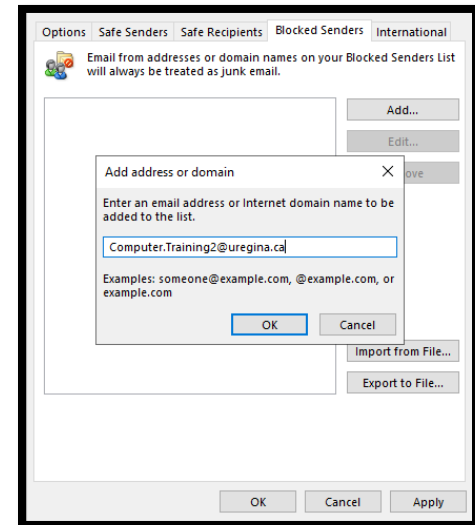 Options Safe Senders Safe Recipients Blocked Senders International
Email from addresses or domain names on your Blocked Senders List
will always be treated as junk email.
Add...
Edit...
ove
Add address or domain
Enter an email address or Internet domain name to be
added to the list.
Computer.Training2@uregina.ca
Examples: someone@example.com, @example.com, or
example.com
OK Cancel
Import from File...
Export to File...
OK Cancel Apply